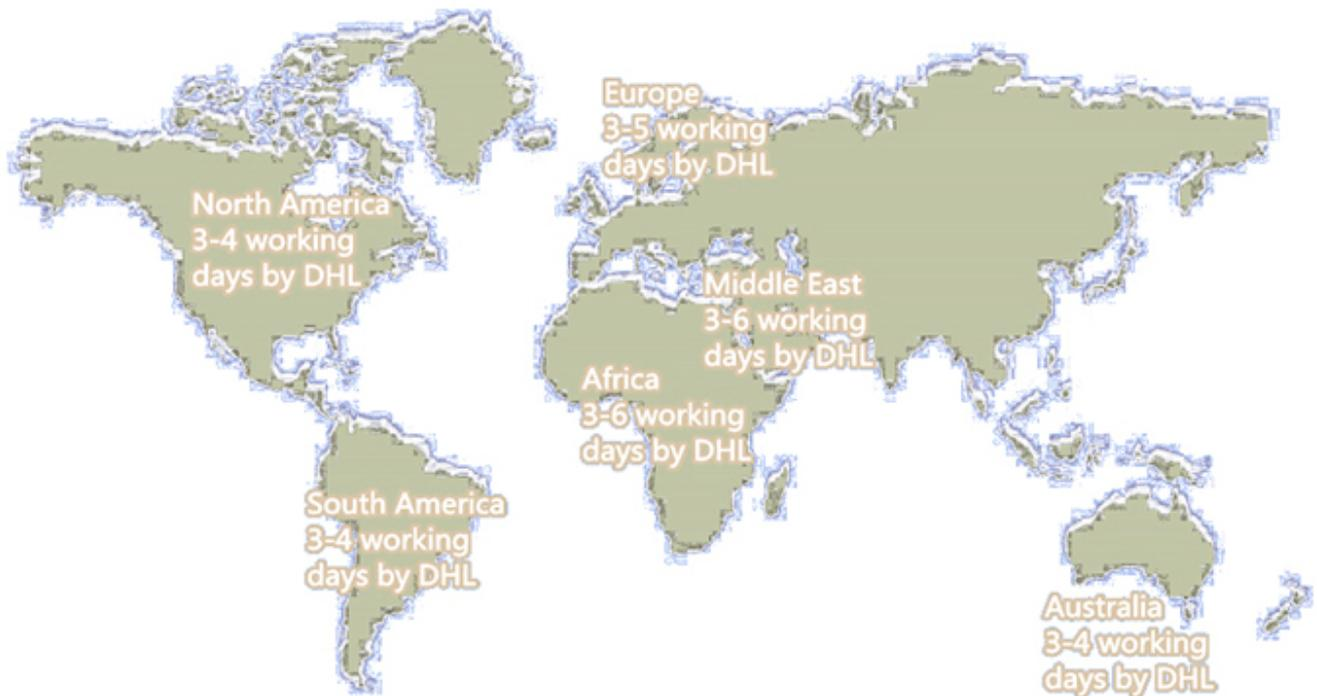 Europe
3-5 working
days by DHL
North America
3-4 working
days by DHL
Middle East
3-6 working
days by DHL
Africa
3-6 working
days by DHL
South America
3-4 working
days by DHL
Australia
3-4 working
days by DHL